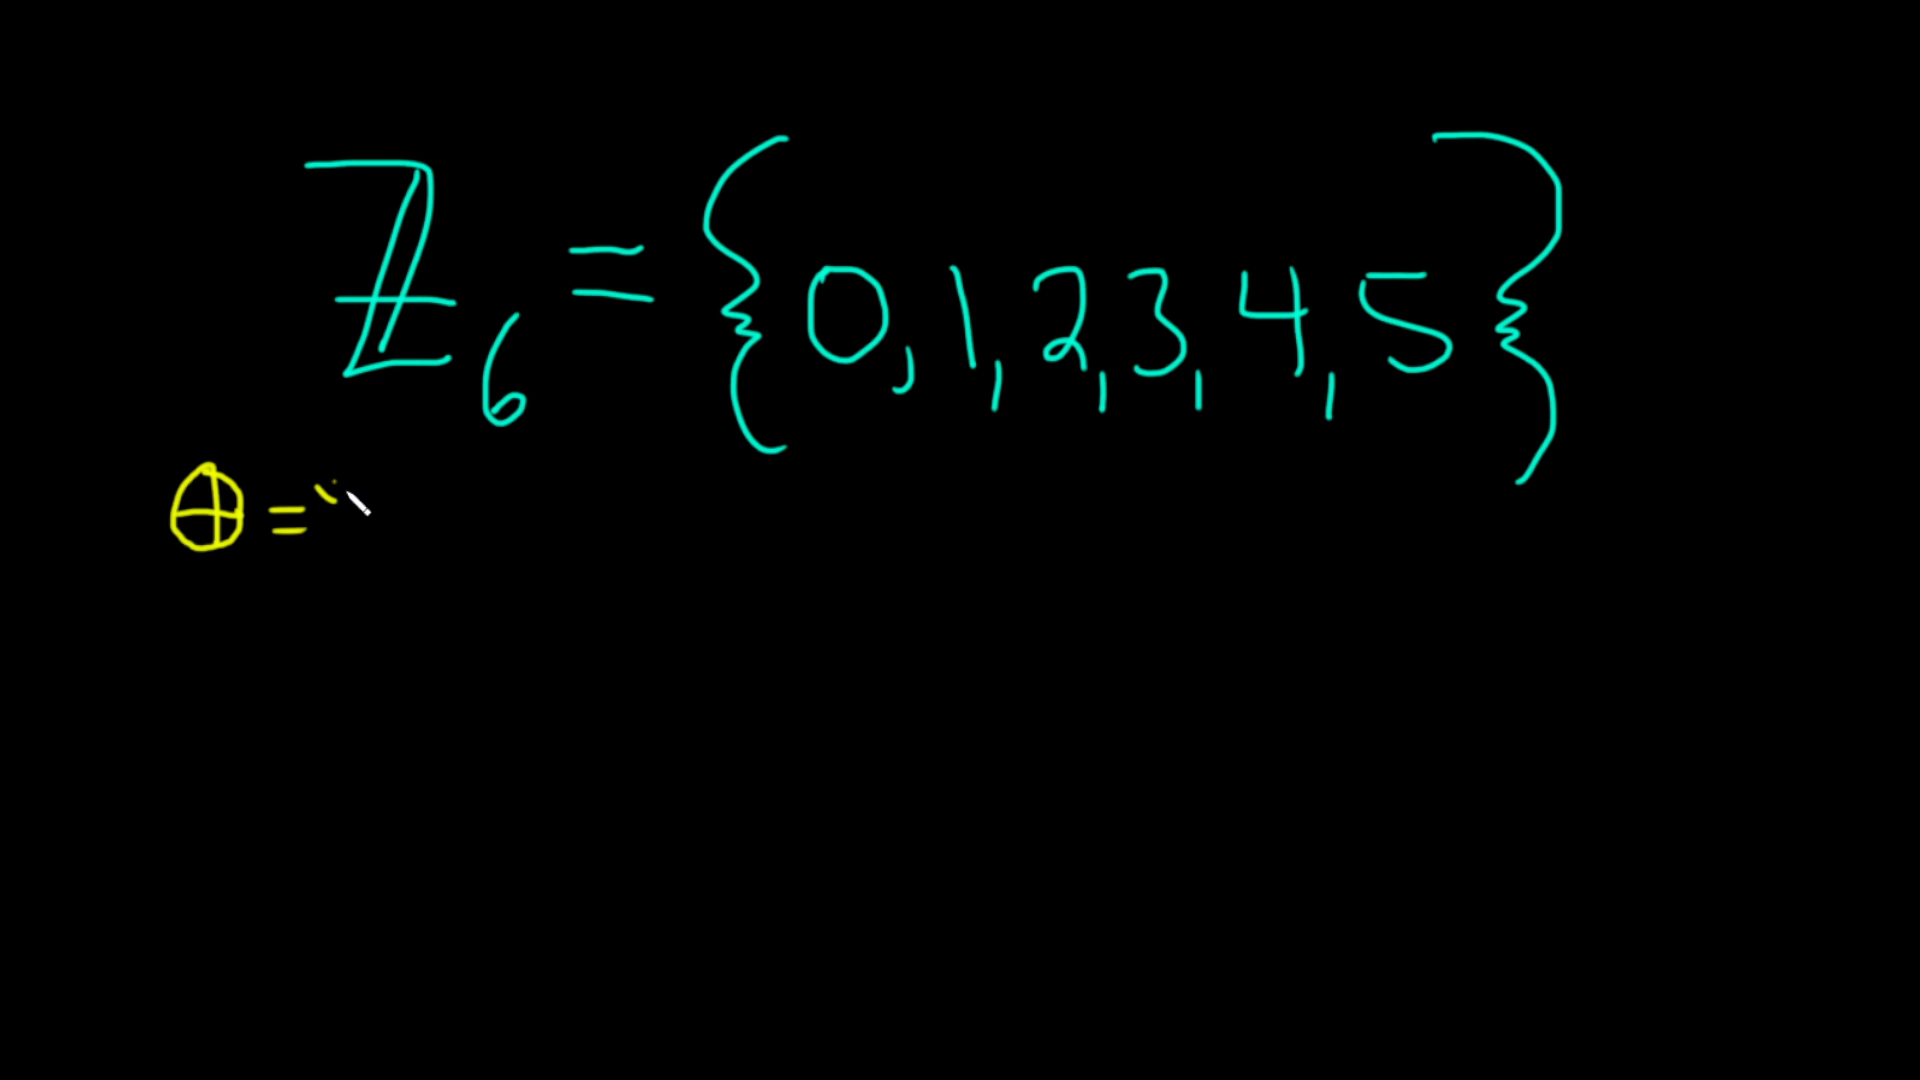 ℤ₆ = {0, 1, 2, 3, 4, 5}
⊕ = "